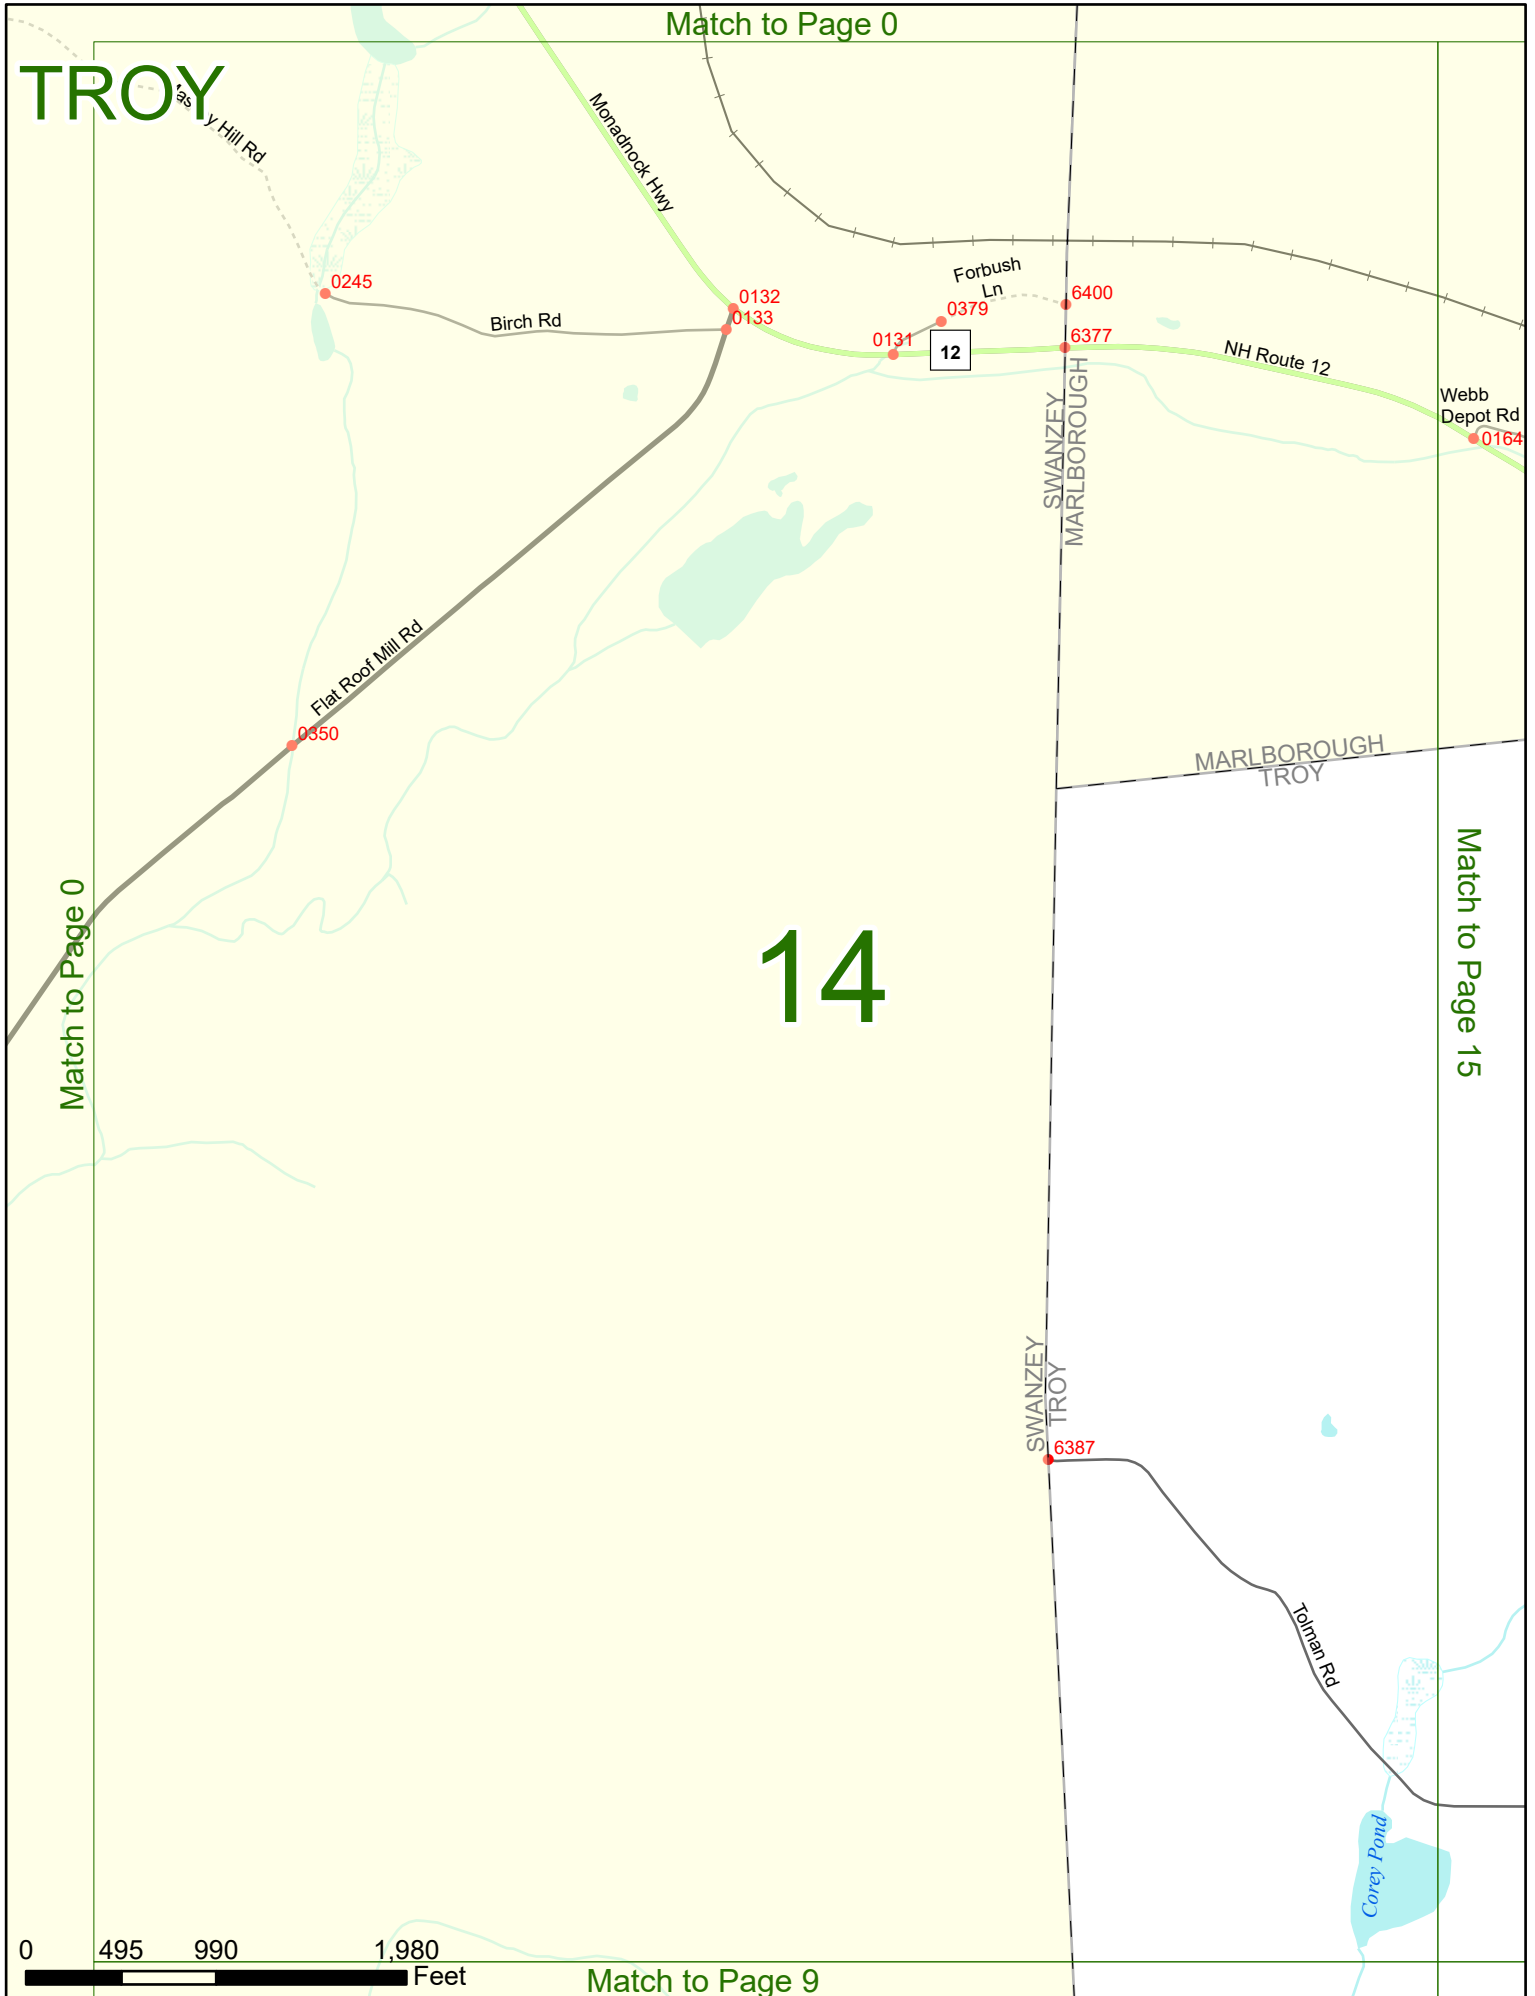 Match to Page 0
TROY
Hill Rd
Monadnock Hwy
0245
Birch Rd
0132
0133
Forbush
Ln
0379
6400
0131
12
6377
NH Route 12
Webb
Depot Rd
0164
SWANZEY
MARLBOROUGH
Flat Roof Mill Rd
0350
MARLBOROUGH
TROY
Match to Page 0
14
Match to Page 15
SWANZEY
TROY
6387
Tolman Rd
Corey Pond
0 495 990 1,980
Feet
Match to Page 9